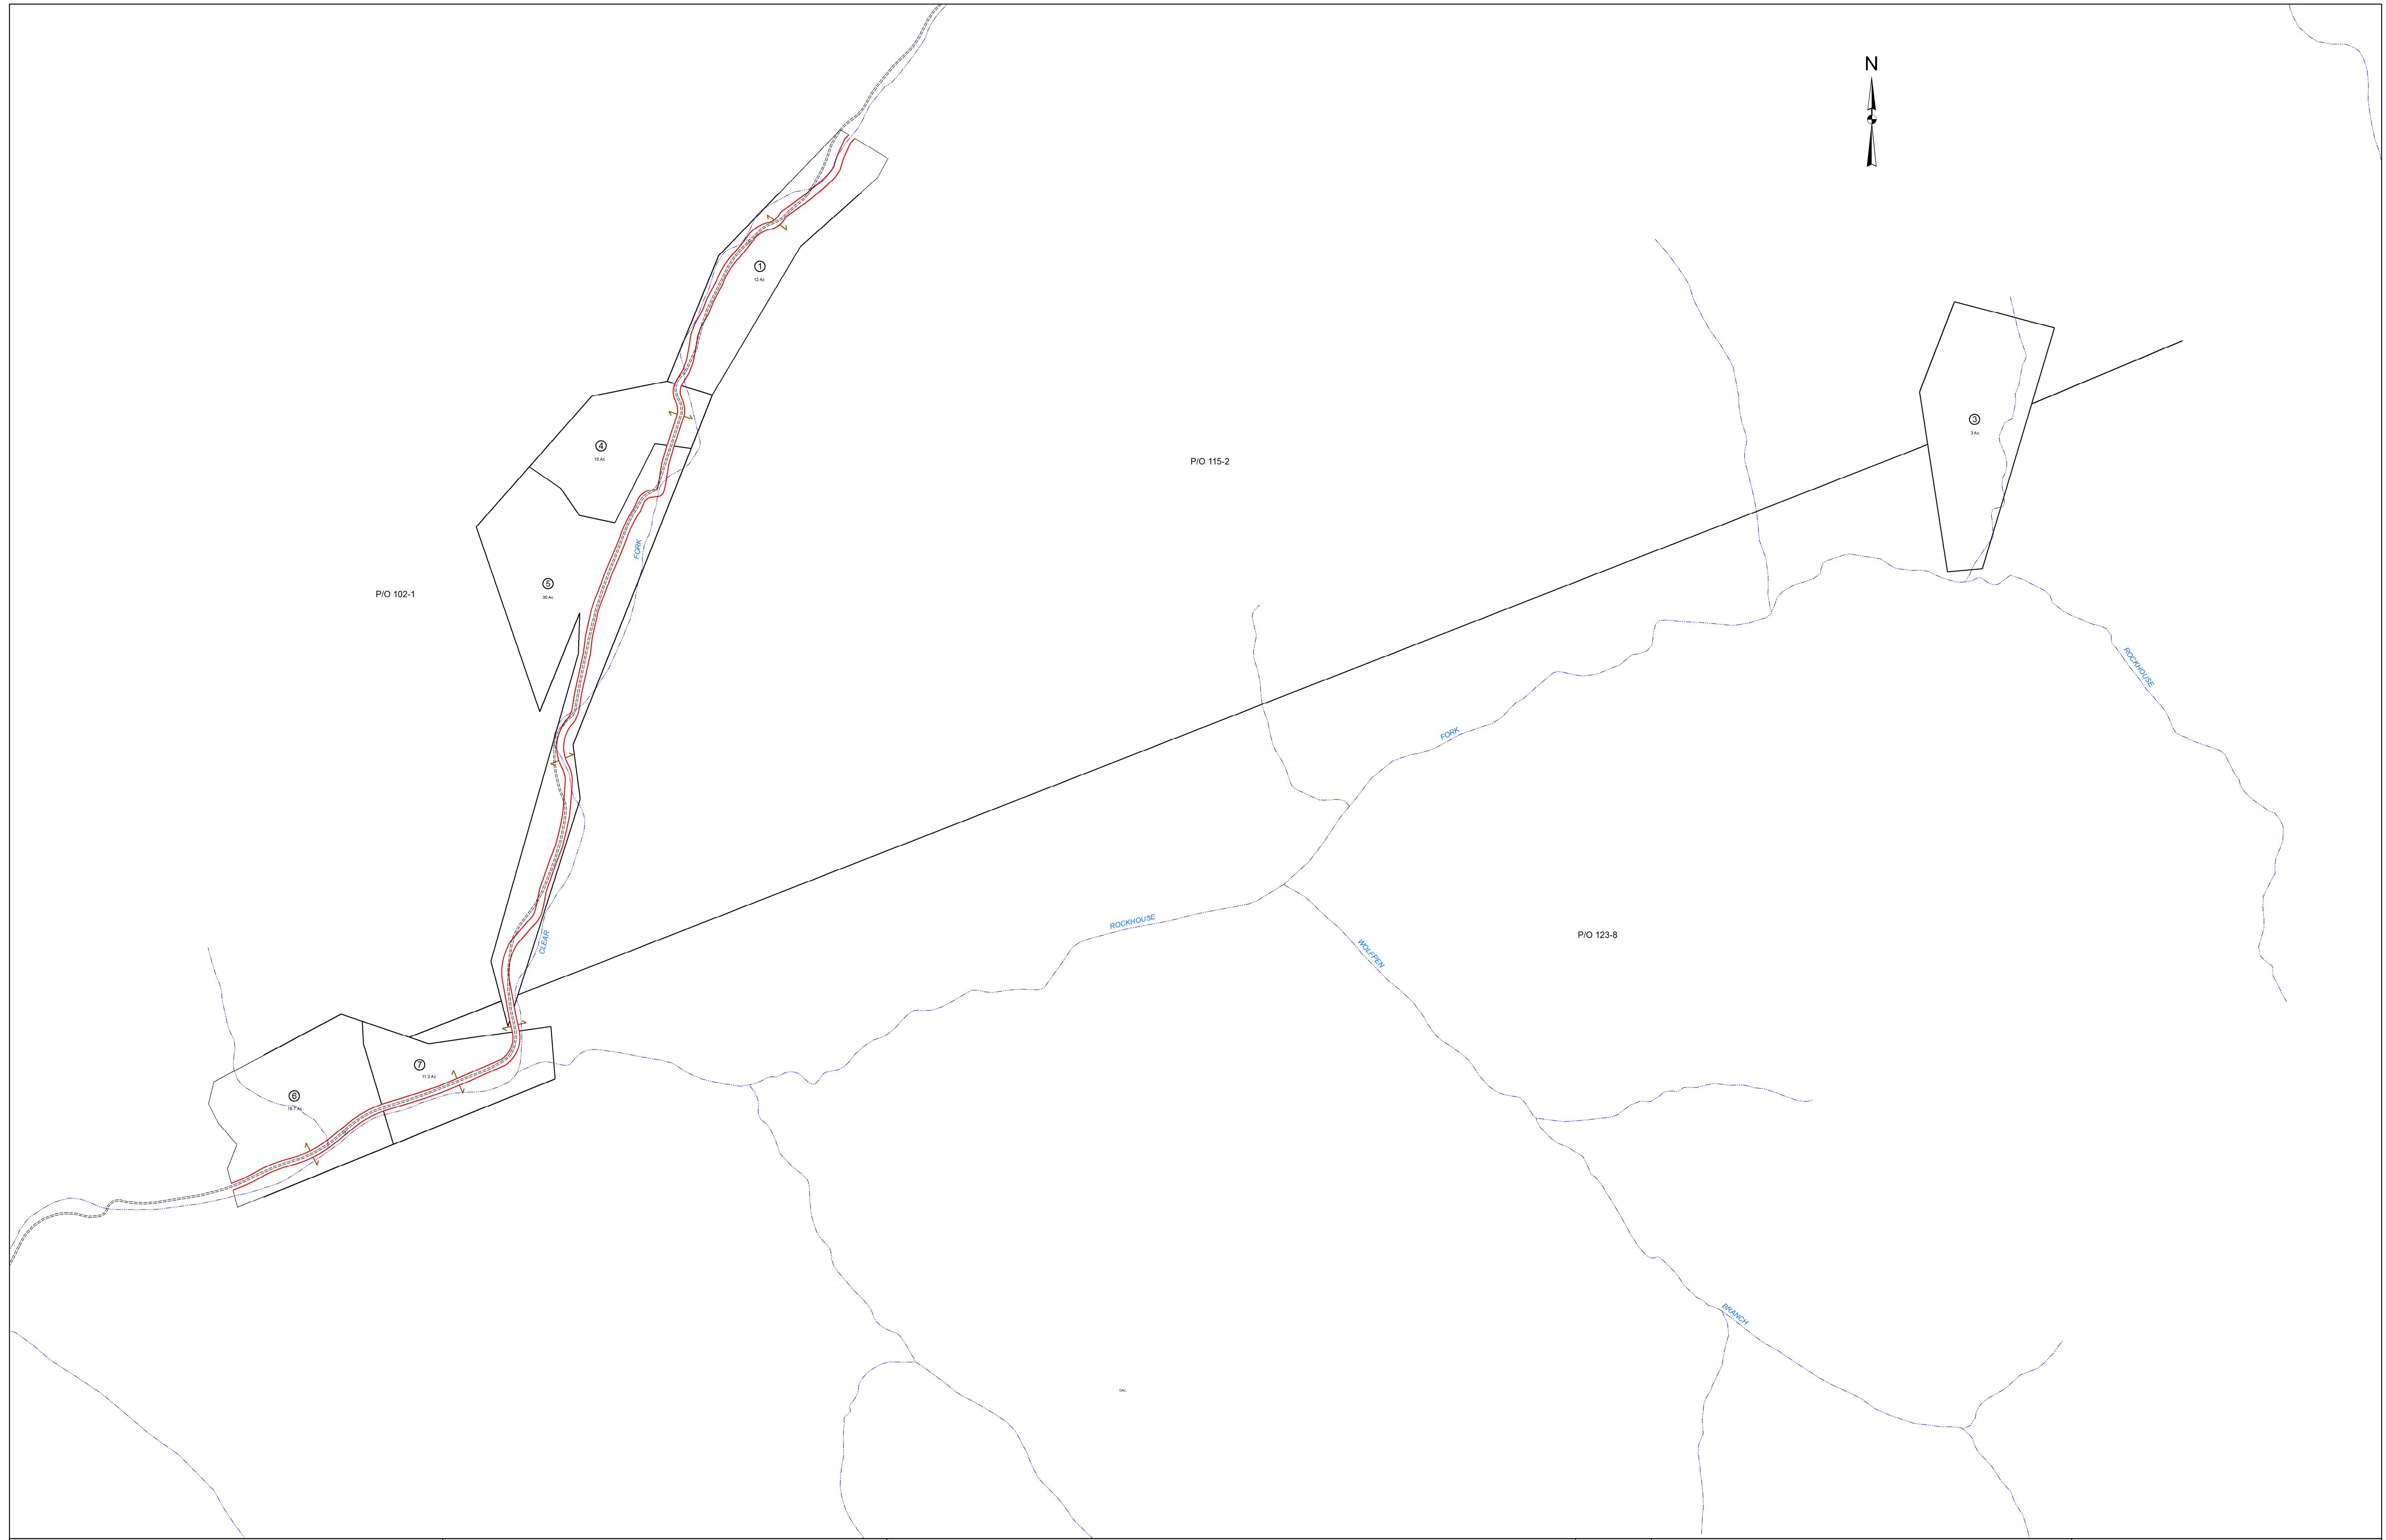 N
1
12 Ac
3
3 Ac
4
10 Ac
P/O 115-2
FORK
5
30 Ac
P/O 102-1
ROCKHOUSE
FORK
ROCKHOUSE
P/O 123-8
CLEAR
WOLFPEN
7
11.3 Ac
6
18.7 Ac
BRANCH